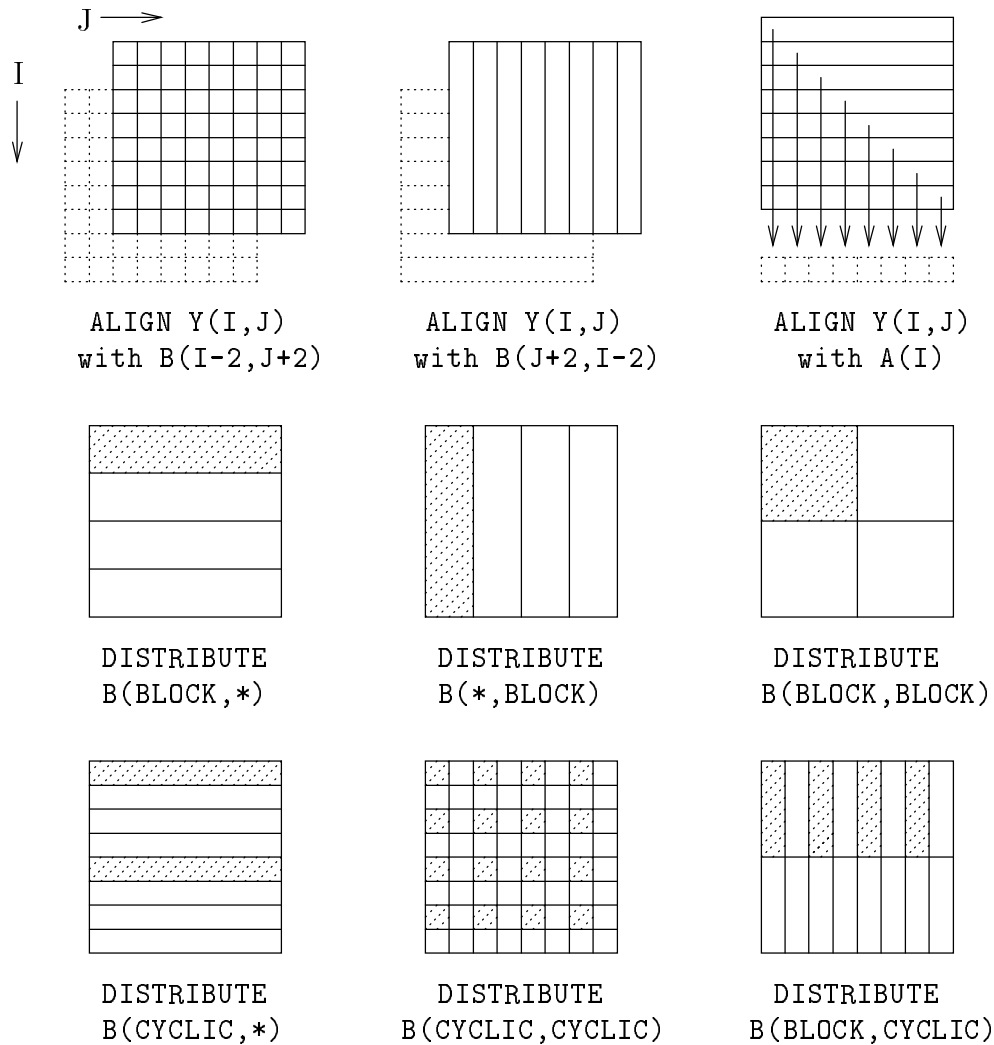 J
I
ALIGN Y(I,J)
with B(I-2,J+2)
ALIGN Y(I,J)
with B(J+2,I-2)
ALIGN Y(I,J)
with A(I)
DISTRIBUTE
B(BLOCK,*)
DISTRIBUTE
B(*,BLOCK)
DISTRIBUTE
B(BLOCK,BLOCK)
DISTRIBUTE
B(CYCLIC,*)
DISTRIBUTE
B(CYCLIC,CYCLIC)
DISTRIBUTE
B(BLOCK,CYCLIC)